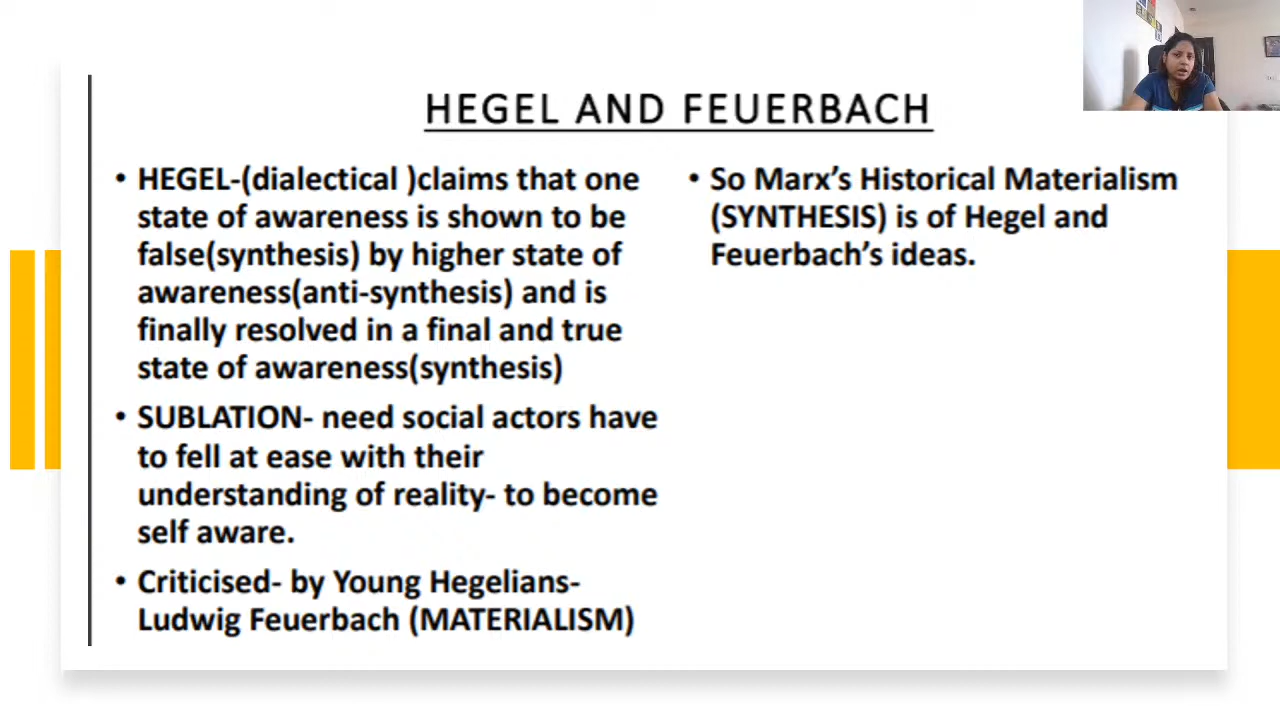 HEGEL AND FEUERBACH
• HEGEL-(dialectical )claims that one
state of awareness is shown to be
false(synthesis) by higher state of
awareness(anti-synthesis) and is
finally resolved in a final and true
state of awareness(synthesis)
• SUBLATION- need social actors have
to fell at ease with their
understanding of reality- to become
self aware.
• Criticised- by Young Hegelians-
Ludwig Feuerbach (MATERIALISM)
• So Marx’s Historical Materialism
(SYNTHESIS) is of Hegel and
Feuerbach’s ideas.